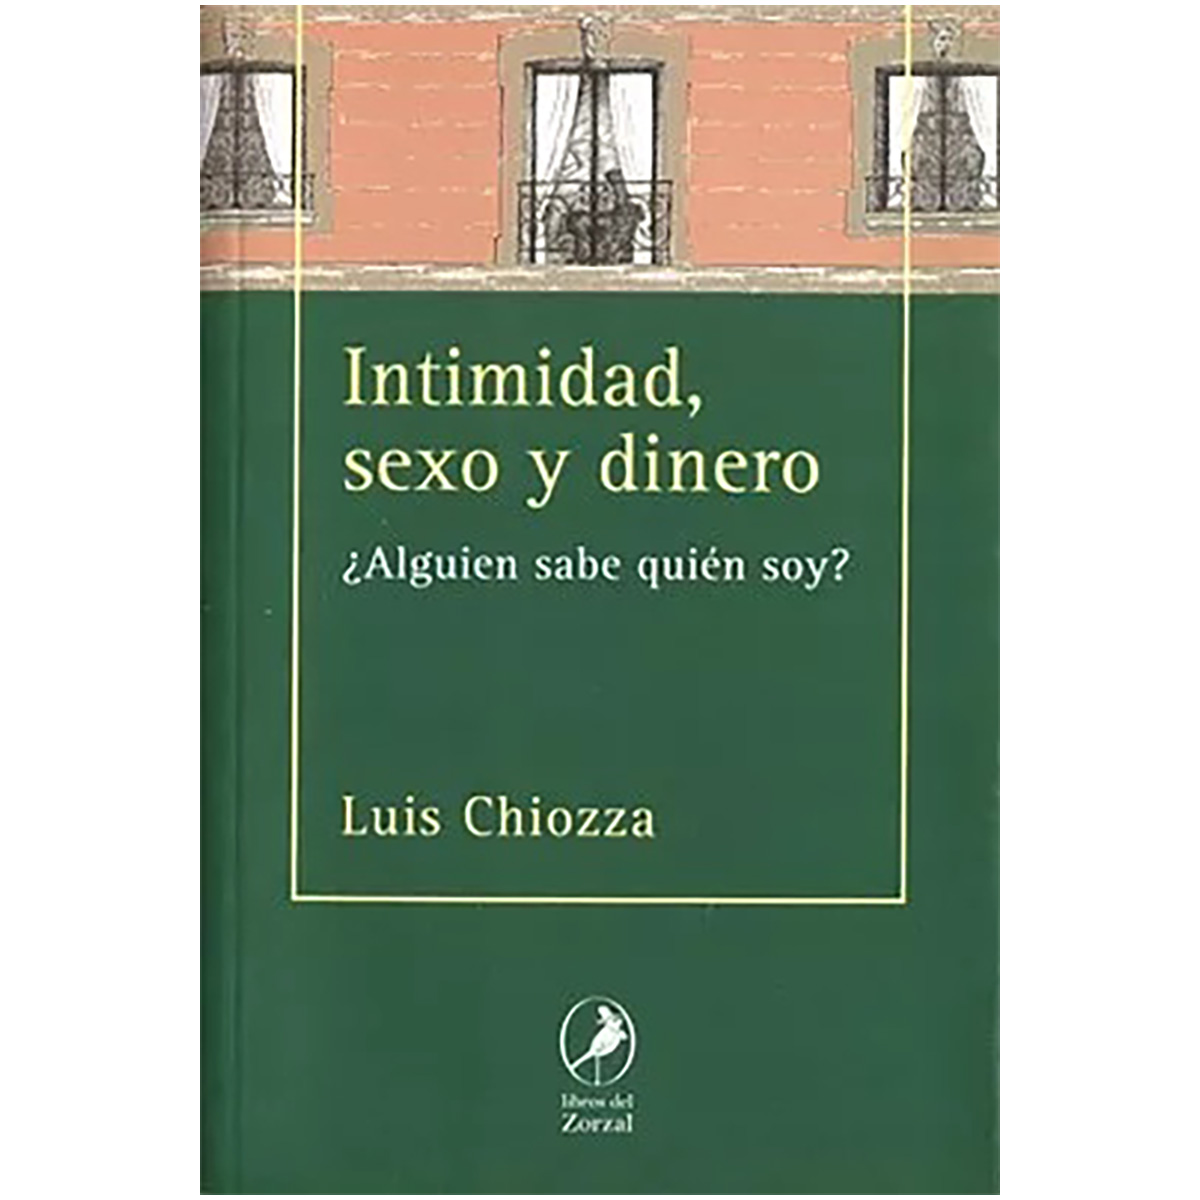 Intimidad,
sexo y dinero
¿Alguien sabe quién soy?
Luis Chiozza
libros del
Zorzal